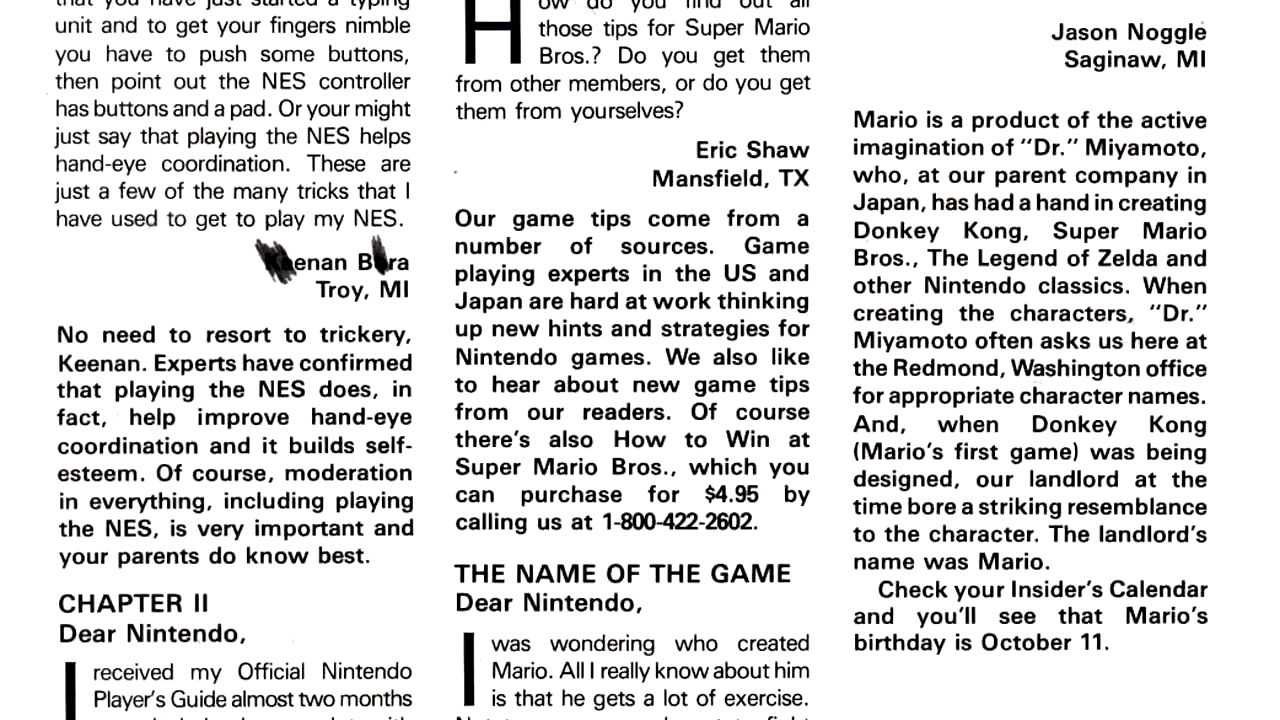 that you have just started a typing
unit and to get your fingers nimble
you have to push some buttons,
then point out the NES controller
has buttons and a pad. Or your might
just say that playing the NES helps
hand-eye coordination. These are
just a few of the many tricks that I
have used to get to play my NES.
Keenan
Troy, MI
No need to resort to trickery,
Keenan. Experts have confirmed
that playing the NES does, in
fact, help improve hand-eye
coordination and it builds self-
esteem. Of course, moderation
in everything, including playing
the NES, is very important and
your parents do know best.
CHAPTER II
Dear Nintendo,
I received my Official Nintendo
Player's Guide almost two months
How do you find out all
those tips for Super Mario
Bros.? Do you get them
from other members, or do you get
them from yourselves?
Eric Shaw
Mansfield, TX
Our game tips come from a
number of sources. Game
playing experts in the US and
Japan are hard at work thinking
up new hints and strategies for
Nintendo games. We also like
to hear about new game tips
from our readers. Of course
there's also How to Win at
Super Mario Bros., which you
can purchase for $4.95 by
calling us at 1-800-422-2602.
THE NAME OF THE GAME
Dear Nintendo,
I was wondering who created
Mario. All I really know about him
is that he gets a lot of exercise.
Jason Noggle
Saginaw, MI
Mario is a product of the active
imagination of "Dr." Miyamoto,
who, at our parent company in
Japan, has had a hand in creating
Donkey Kong, Super Mario
Bros., The Legend of Zelda and
other Nintendo classics. When
creating the characters, "Dr."
Miyamoto often asks us here at
the Redmond, Washington office
for appropriate character names.
And, when Donkey Kong
(Mario's first game) was being
designed, our landlord at the
time bore a striking resemblance
to the character. The landlord's
name was Mario.
Check your Insider's Calendar
and you'll see that Mario's
birthday is October 11.